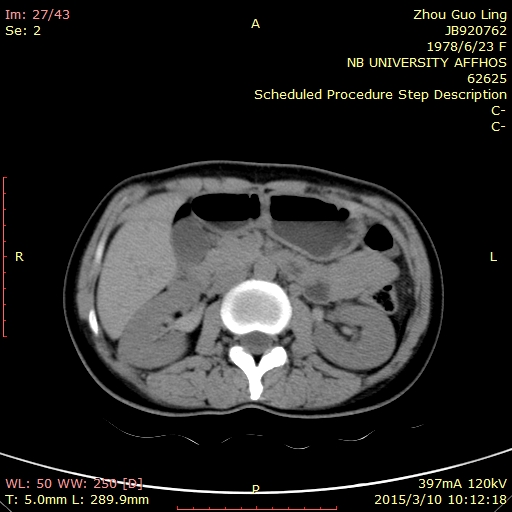 Im: 27/43
Se: 2
A
Zhou Guo Ling
JB920762
1978/6/23 F
NB UNIVERSITY AFFHOS
62625
Scheduled Procedure Step Description
C-
C-
R
L
WL: 50 WW: 250 [D]
T: 5.0mm L: 289.9mm
P
397mA 120kV
2015/3/10 10:12:18